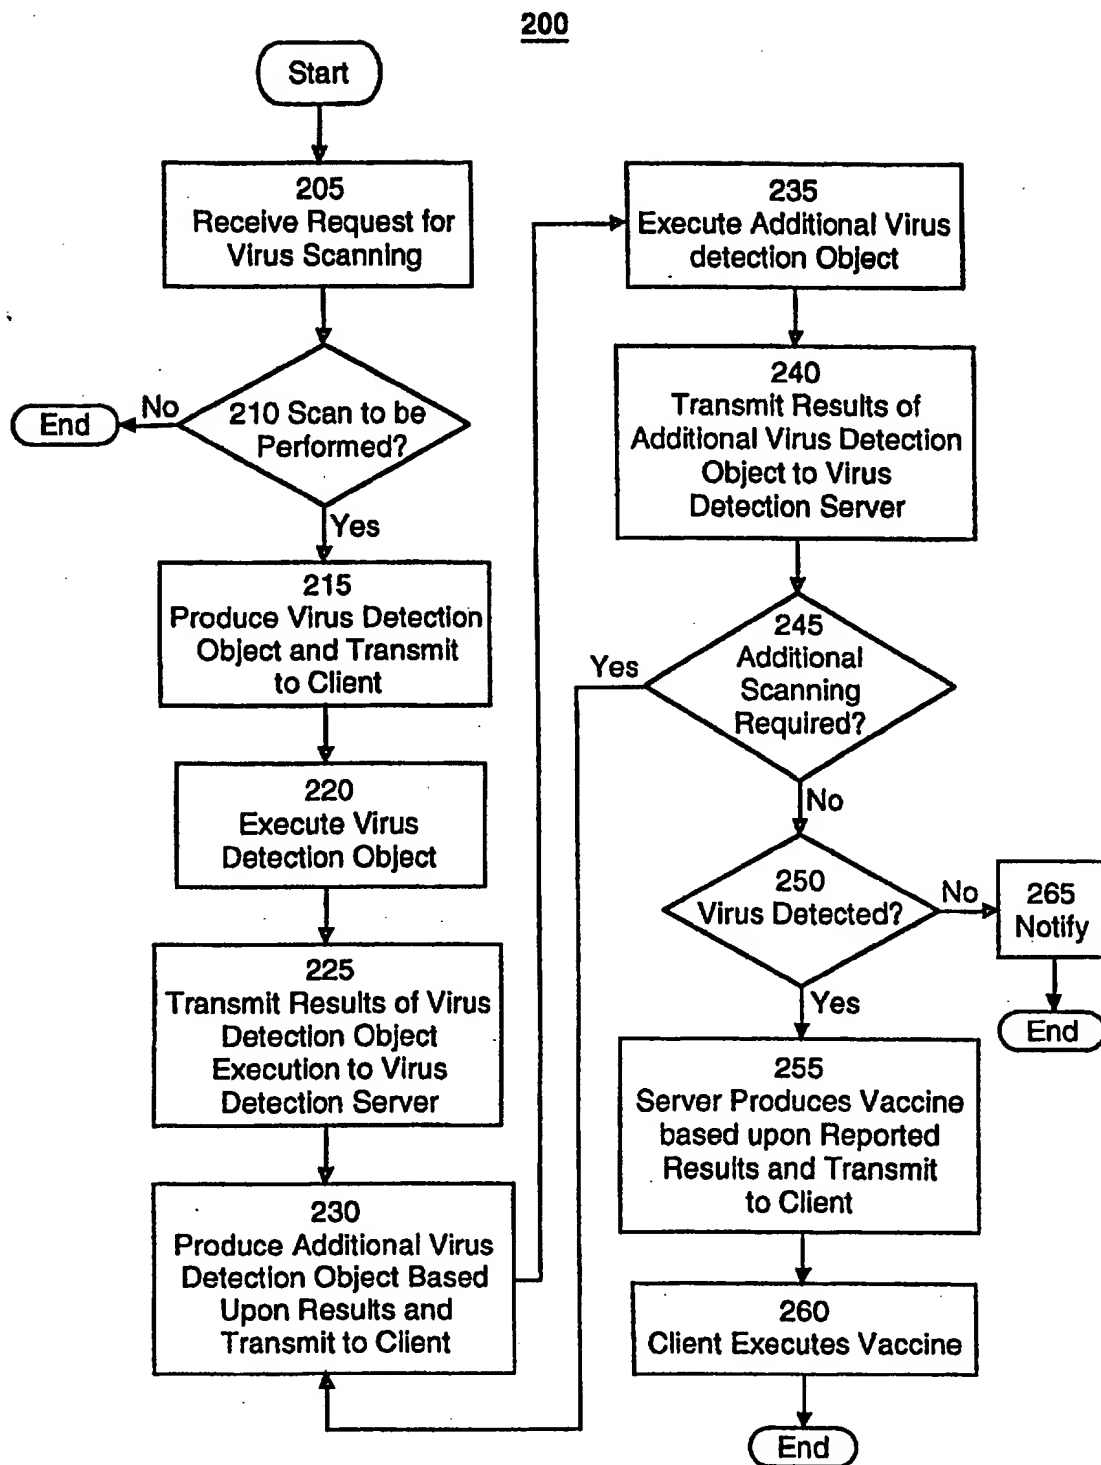 200
Start
205
Receive Request for
Virus Scanning
210 Scan to be
Performed?
No
End
Yes
215
Produce Virus Detection
Object and Transmit
to Client
220
Execute Virus
Detection Object
225
Transmit Results of Virus
Detection Object
Execution to Virus
Detection Server
230
Produce Additional Virus
Detection Object Based
Upon Results and
Transmit to Client
235
Execute Additional Virus
detection Object
240
Transmit Results of
Additional Virus Detection
Object to Virus
Detection Server
245
Additional
Scanning
Required?
Yes
No
250
Virus Detected?
No
265
Notify
End
Yes
255
Server Produces Vaccine
based upon Reported
Results and Transmit
to Client
260
Client Executes Vaccine
End